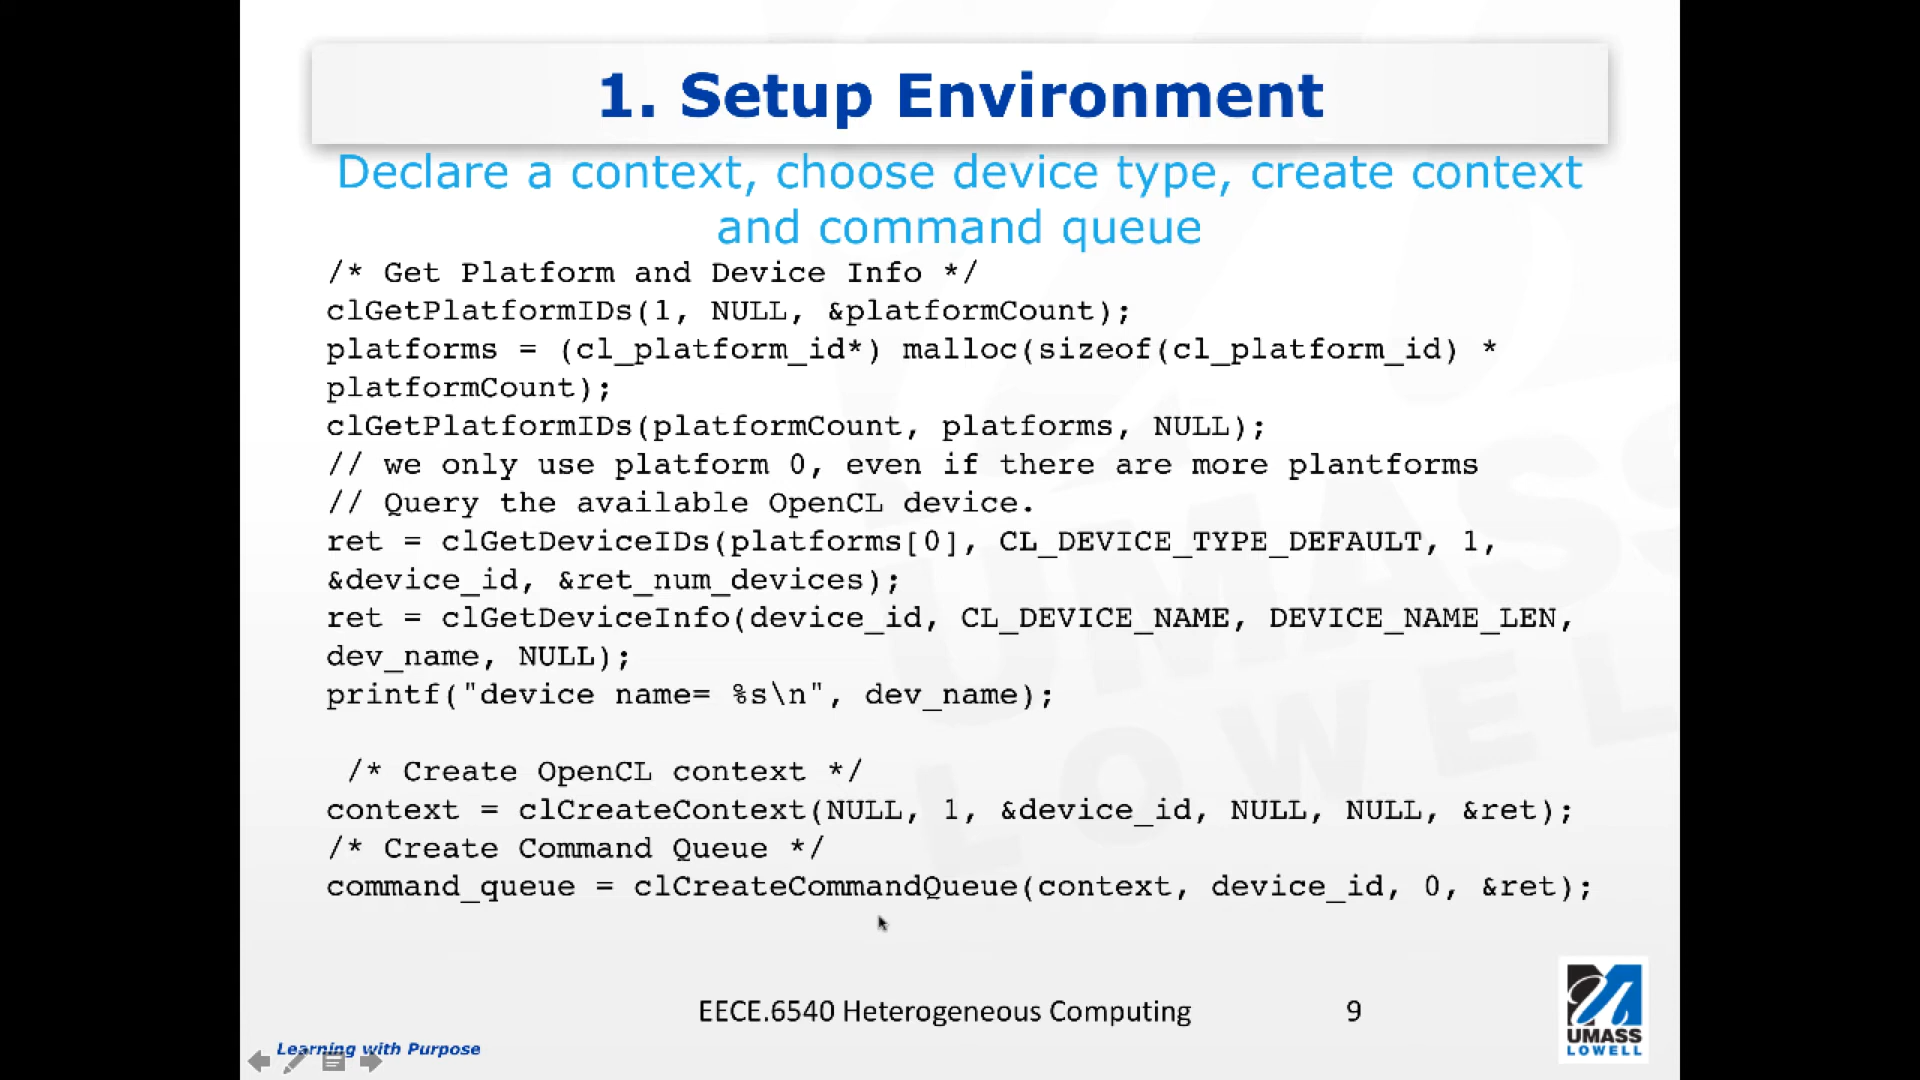 1. Setup Environment
Declare a context, choose device type, create context
and command queue
/* Get Platform and Device Info */
clGetPlatformIDs(1, NULL, &platformCount);
platforms = (cl_platform_id*) malloc(sizeof(cl_platform_id) *
platformCount);
clGetPlatformIDs(platformCount, platforms, NULL);
// we only use platform 0, even if there are more plantforms
// Query the available OpenCL device.
ret = clGetDeviceIDs(platforms[0], CL_DEVICE_TYPE_DEFAULT, 1,
&device_id, &ret_num_devices);
ret = clGetDeviceInfo(device_id, CL_DEVICE_NAME, DEVICE_NAME_LEN,
dev_name, NULL);
printf("device name= %s\n", dev_name);
/* Create OpenCL context */
context = clCreateContext(NULL, 1, &device_id, NULL, NULL, &ret);
/* Create Command Queue */
command_queue = clCreateCommandQueue(context, device_id, 0, &ret);
UMASS
LOWELL
EECE.6540 Heterogeneous Computing 9
Learning with Purpose
UMASS
LOWELL